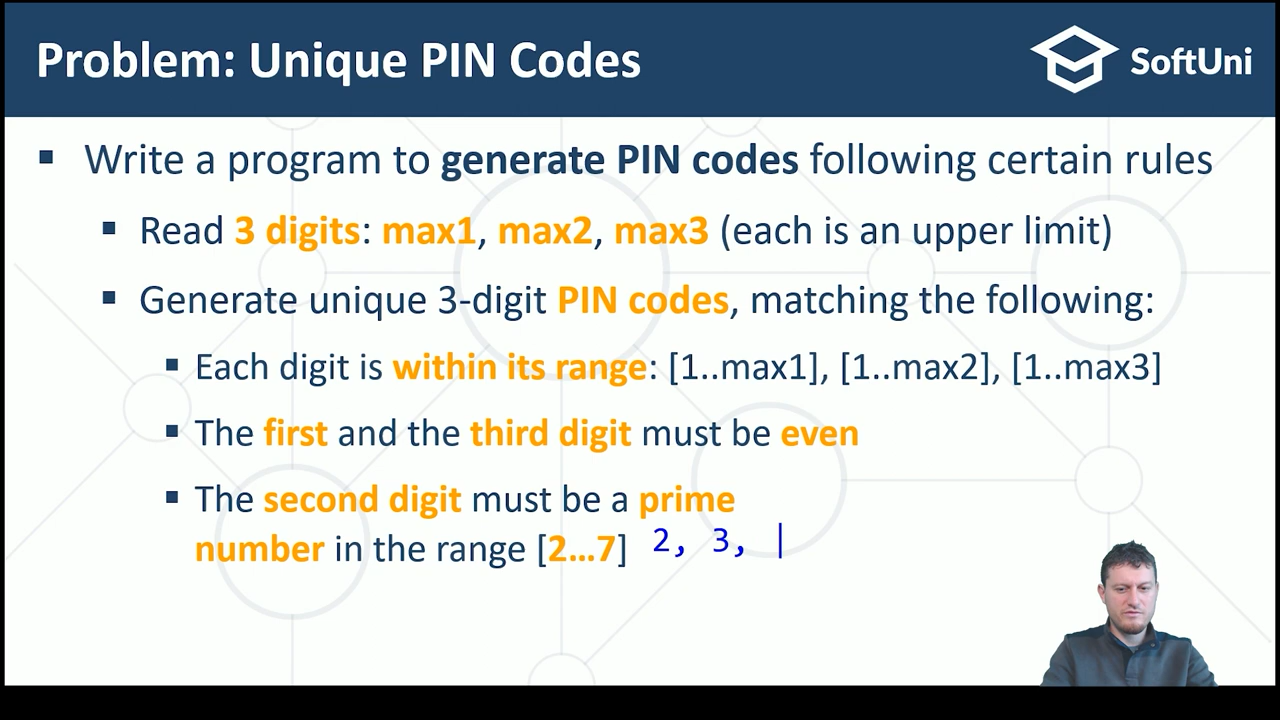 Problem: Unique PIN Codes
SoftUni
▪ Write a program to generate PIN codes following certain rules
▪ Read 3 digits: max1, max2, max3 (each is an upper limit)
▪ Generate unique 3-digit PIN codes, matching the following:
▪ Each digit is within its range: [1..max1], [1..max2], [1..max3]
▪ The first and the third digit must be even
▪ The second digit must be a prime
number in the range [2...7] 2, 3,